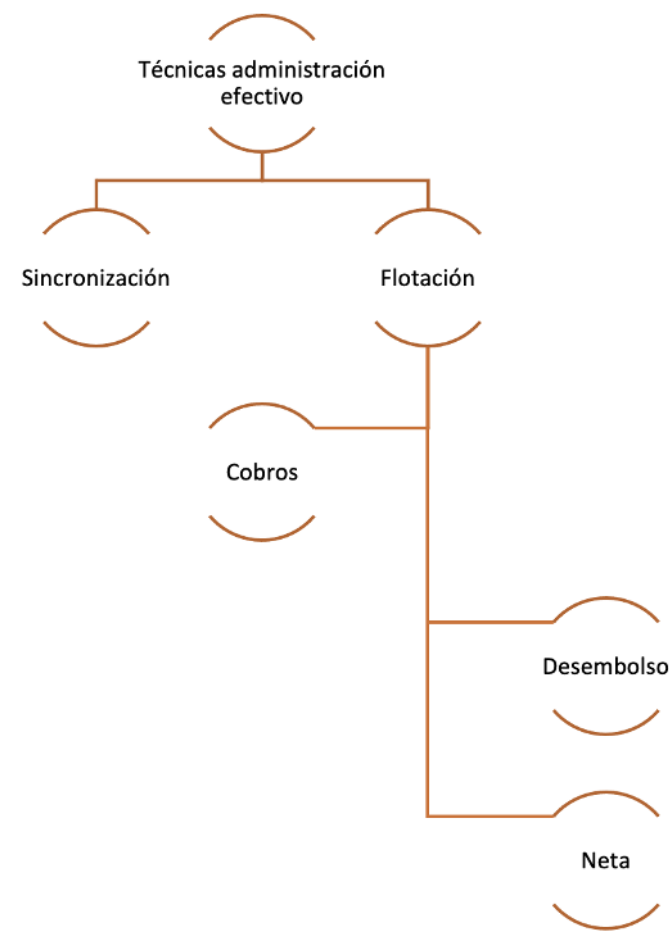 Técnicas administración
efectivo
Sincronización
Flotación
Cobros
Desembolso
Neta